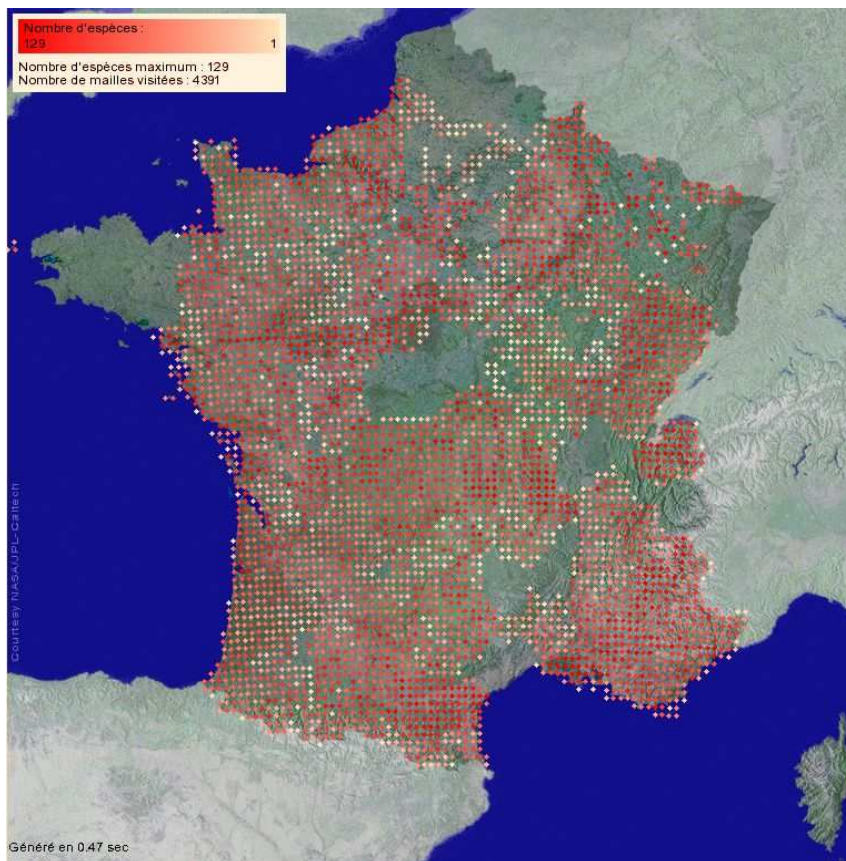 Nombre d'espèces :
129 1
Nombre d'espèces maximum : 129
Nombre de mailles visitées : 4391
Courtesy NASA/JPL-Caltech
Généré en 0.47 sec